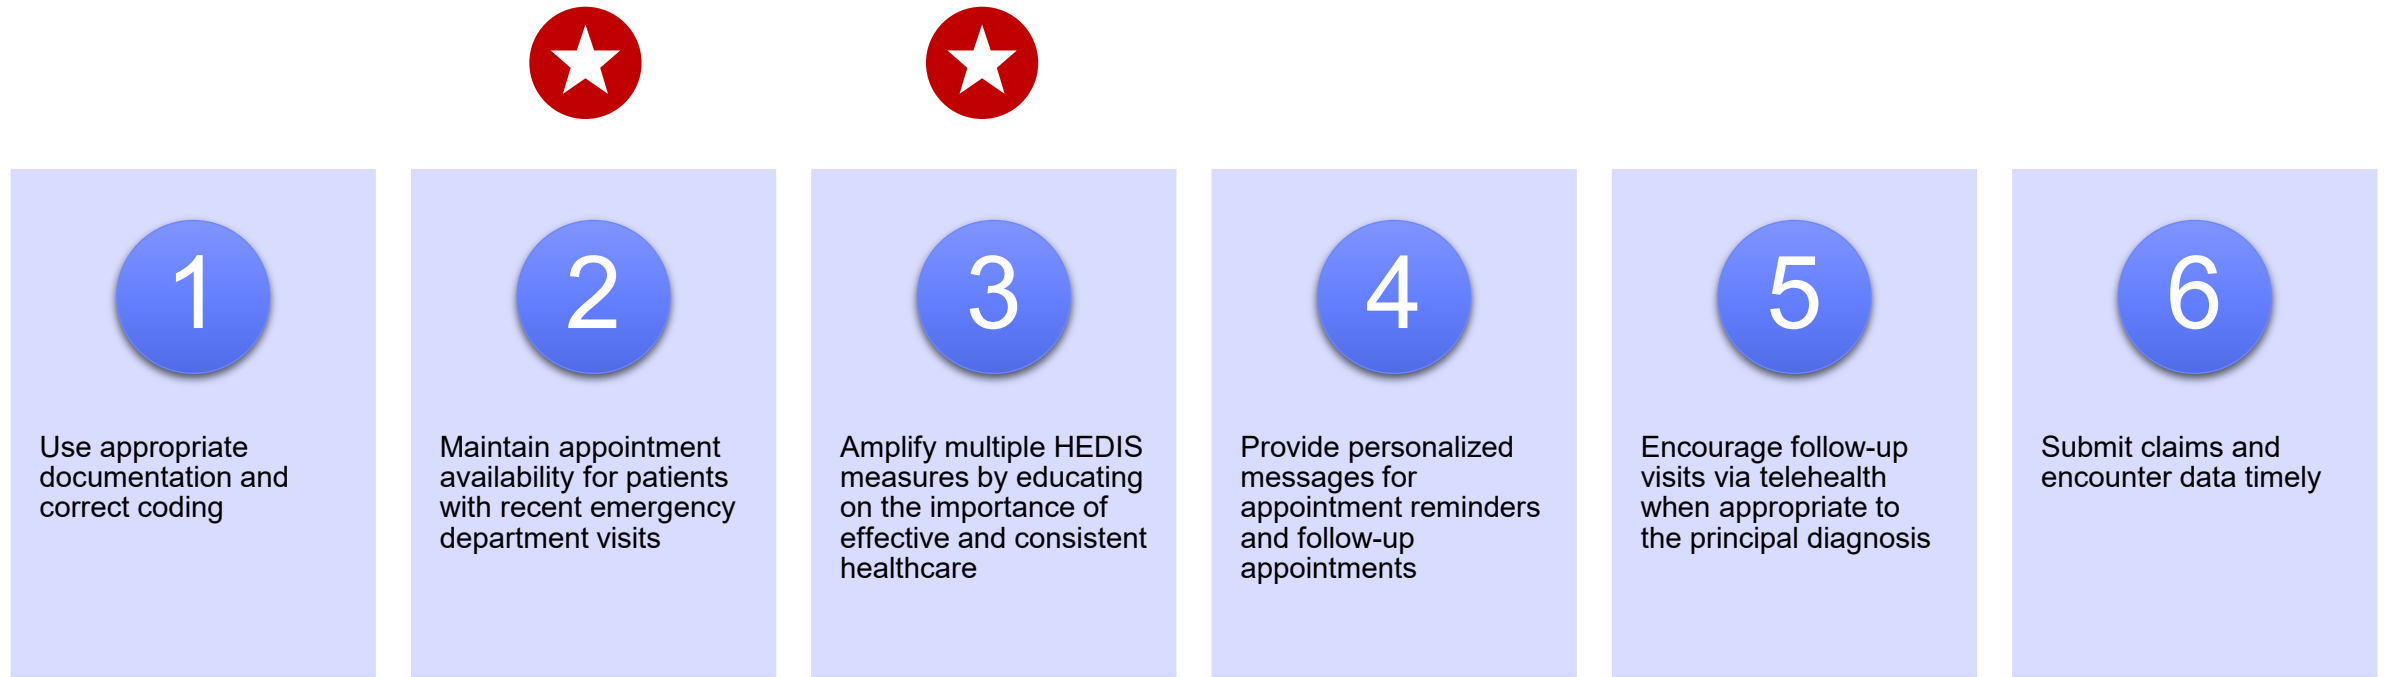 1
Use appropriate
documentation and
correct coding
2
Maintain appointment
availability for patients
with recent emergency
department visits
3
Amplify multiple HEDIS
measures by educating
on the importance of
effective and consistent
healthcare
4
Provide personalized
messages for
appointment reminders
and follow-up
appointments
5
Encourage follow-up
visits via telehealth
when appropriate to
the principal diagnosis
6
Submit claims and
encounter data timely